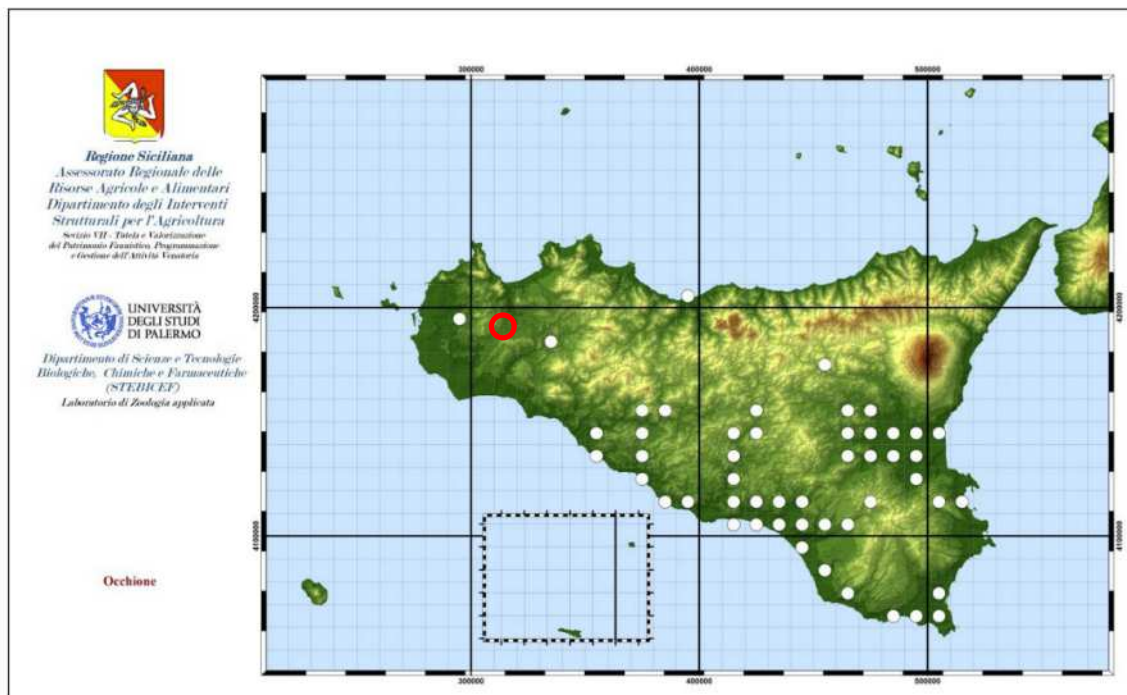 Regione Siciliana
Assessorato Regionale delle
Risorse Agricole e Alimentari
Dipartimento degli Interventi
Strutturali per l'Agricoltura
Servizio VII - Tutela e Valorizzazione
del Patrimonio Faunistico, Programmazione
e Gestione dell'Attività Venatoria
UNIVERSITÀ
DEGLI STUDI
DI PALERMO
Dipartimento di Scienze e Tecnologie
Biologiche, Chimiche e Farmaceutiche
(STEBICEF)
Laboratorio di Zoologia applicata
Occhione
300000
400000
500000
4200000
4200000
4100000
4100000
300000
400000
500000